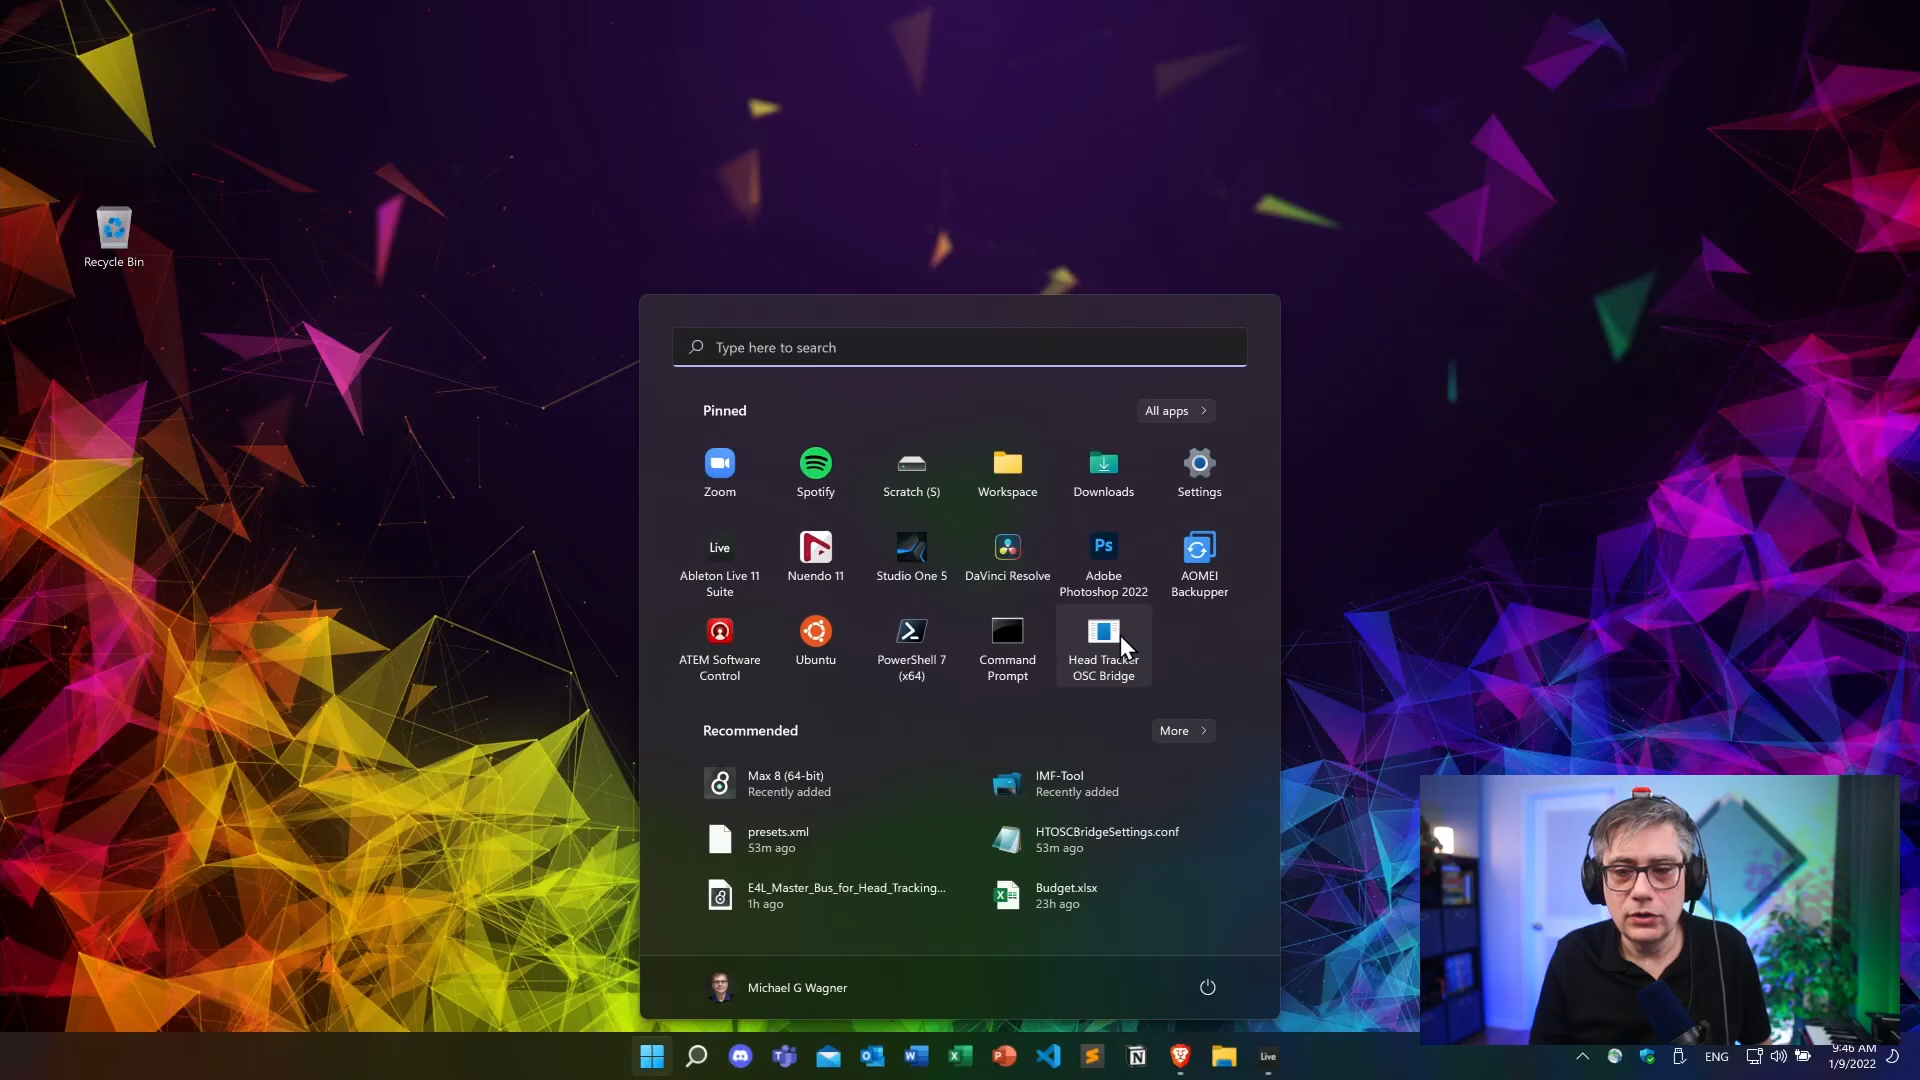 Recycle Bin
Type here to search
Pinned
All apps
Zoom
Spotify
Scratch (S)
Workspace
Downloads
Settings
Live
Ps
Ableton Live 11
Suite
Nuendo 11
Studio One 5
DaVinci Resolve
Adobe
Photoshop 2022
AOMEI
Backupper
ATEM Software
Control
Ubuntu
PowerShell 7
(x64)
Command
Prompt
Head Tracker
OSC Bridge
Recommended
More
Max 8 (64-bit)
Recently added
IMF-Tool
Recently added
presets.xml
53m ago
HTOSCBridgeSettings.conf
53m ago
E4L_Master_Bus_for_Head_Tracking...
1h ago
Budget.xlsx
23h ago
Michael G Wagner
Live
ENG
9:46 AM
1/9/2022